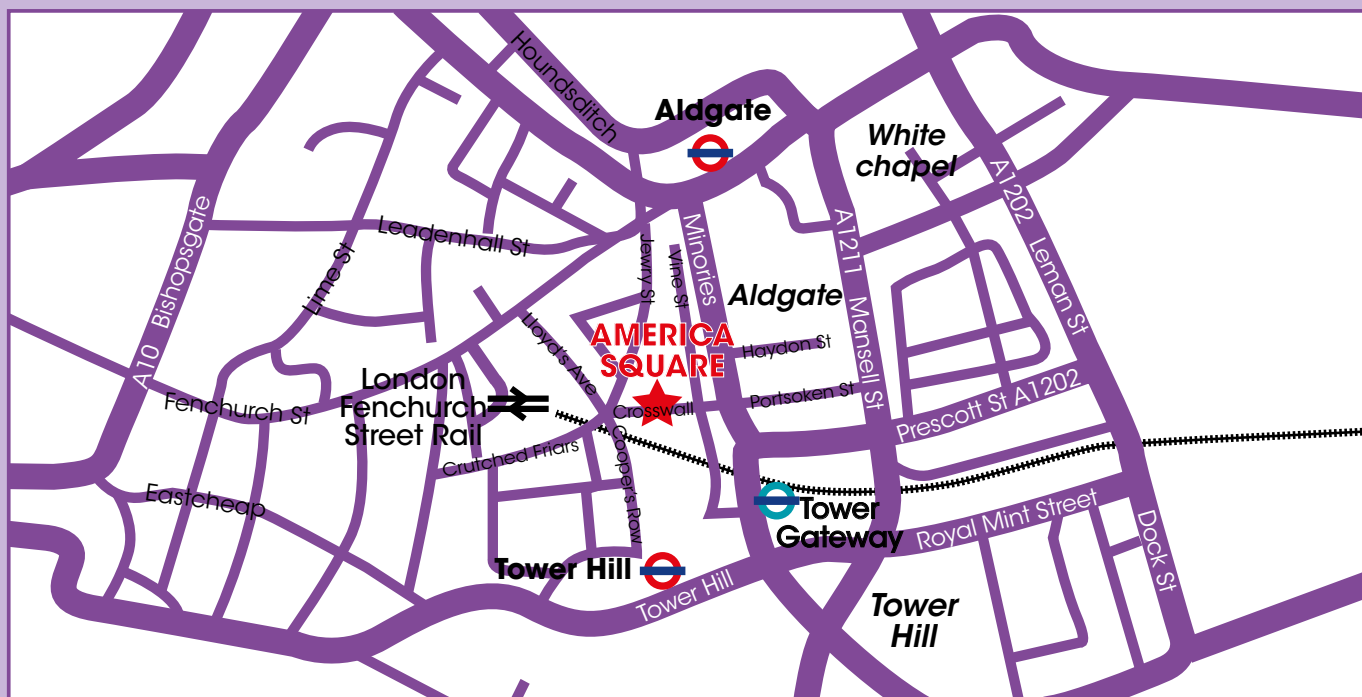 Houndsditch
Aldgate
White
chapel
A1202 Leman St
A10 Bishopsgate
Leadenhall St
Lime St
Jewry St
Vine St
Minories
A1211 Mansell St
Aldgate
AMERICA
SQUARE
Lloyd's Ave
Haydon St
Portsoken St
Prescott St A1202
London
Fenchurch
Street Rail
Fenchurch St
Crosswall
Crutched Friars
Cooper's Row
Eastcheap
Tower
Gateway
Royal Mint Street
Dock St
Tower Hill
Tower Hill
Tower
Hill